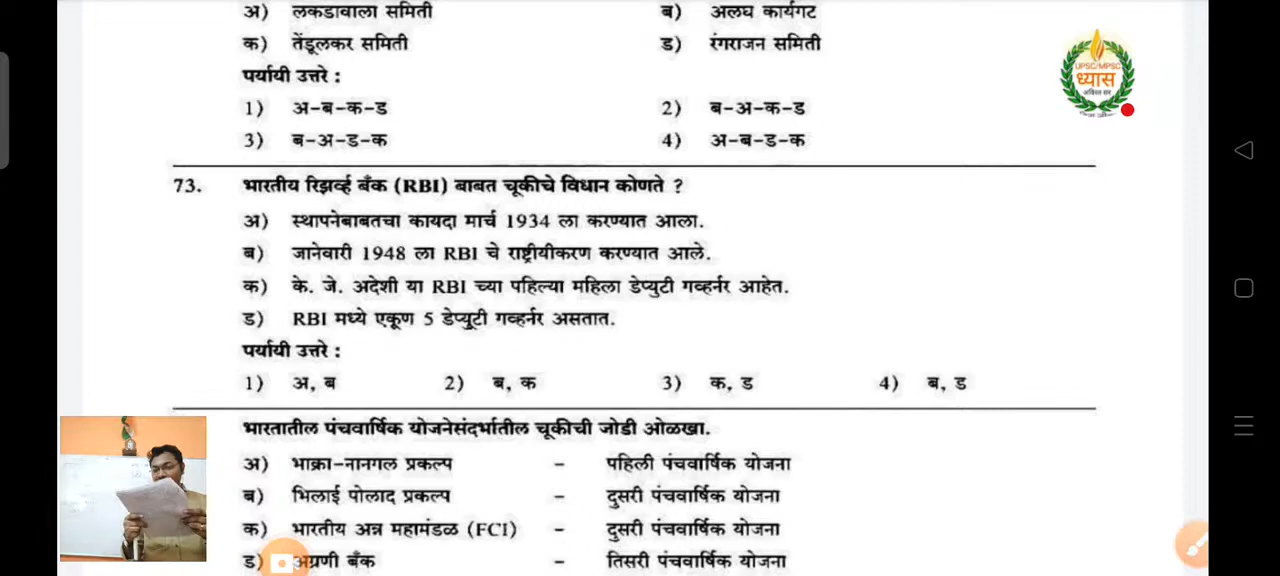 अ) लकडावाला समिती ब) अलघ कार्यगट
क) तेंडूलकर समिती ड) रंगराजन समिती
पर्यायी उत्तरे :
1) अ-ब-क-ड 2) ब-अ-क-ड
3) ब-अ-ड-क 4) अ-ब-ड-क
UPSC/MPSC
ध्यास
73. भारतीय रिझर्व्ह बँक (RBI) बाबत चूकीचे विधान कोणते ?
अ) स्थापनेबाबतचा कायदा मार्च 1934 ला करण्यात आला.
ब) जानेवारी 1948 ला RBI चे राष्ट्रीयीकरण करण्यात आले.
क) के. जे. अदेशी या RBI च्या पहिल्या महिला डेप्युटी गव्हर्नर आहेत.
ड) RBI मध्ये एकूण 5 डेप्यूटी गव्हर्नर असतात.
पर्यायी उत्तरे :
1) अ, ब 2) ब, क 3) क, ड 4) ब, ड
भारतातील पंचवार्षिक योजनेसंदर्भातील चूकीची जोडी ओळखा.
अ) भाक्रा-नानगल प्रकल्प – पहिली पंचवार्षिक योजना
ब) भिलाई पोलाद प्रकल्प – दुसरी पंचवार्षिक योजना
क) भारतीय अन्न महामंडळ (FCI) – दुसरी पंचवार्षिक योजना
ड) अग्रणी बँक – तिसरी पंचवार्षिक योजना